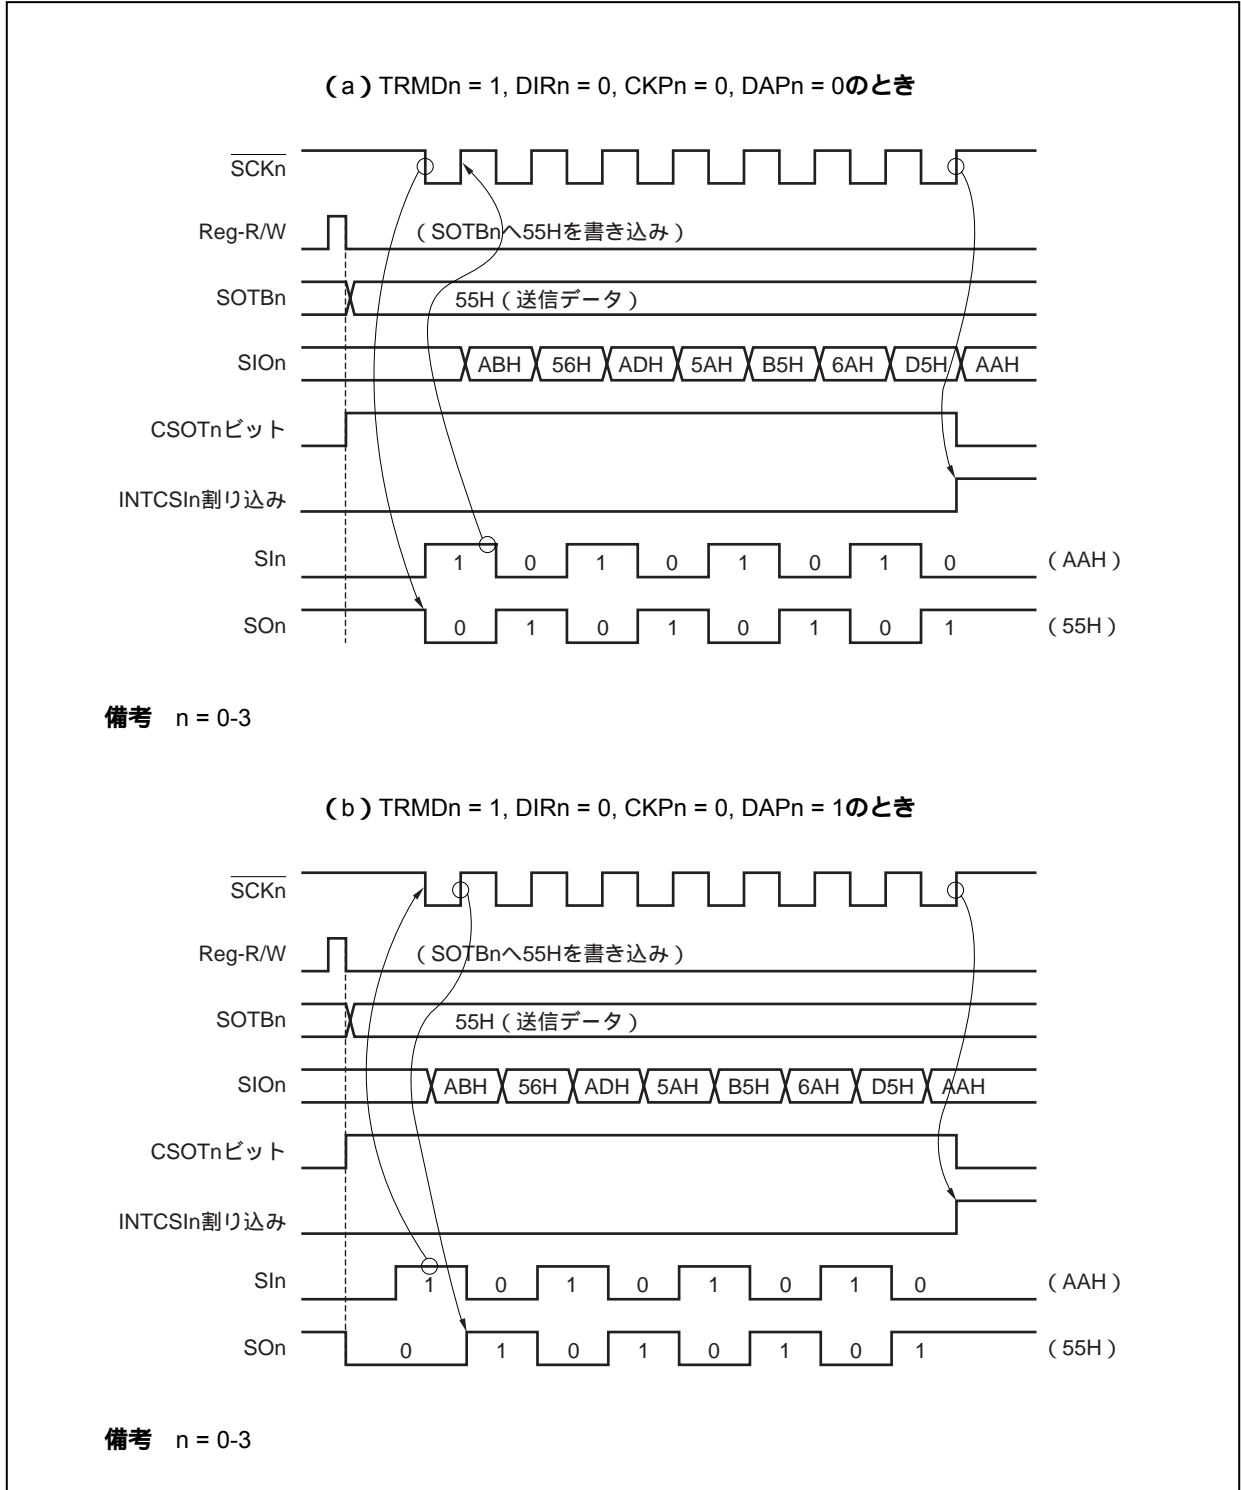 (a) TRMDn = 1, DIRn = 0, CKPn = 0, DAPn = 0のとき
SCKn
Reg-R/W (SOTBnへ55Hを書き込み)
SOTBn 55H(送信データ)
SIOn ABH 56H ADH 5AH B5H 6AH D5H AAH
CSOTnビット
INTCSIn割り込み
SIn 1 0 1 0 1 0 1 0 (AAH)
SOn 0 1 0 1 0 1 0 1 (55H)
備考 n = 0-3
(b) TRMDn = 1, DIRn = 0, CKPn = 0, DAPn = 1のとき
SCKn
Reg-R/W (SOTBnへ55Hを書き込み)
SOTBn 55H(送信データ)
SIOn ABH 56H ADH 5AH B5H 6AH D5H AAH
CSOTnビット
INTCSIn割り込み
SIn 1 0 1 0 1 0 1 0 (AAH)
SOn 0 1 0 1 0 1 0 1 (55H)
備考 n = 0-3